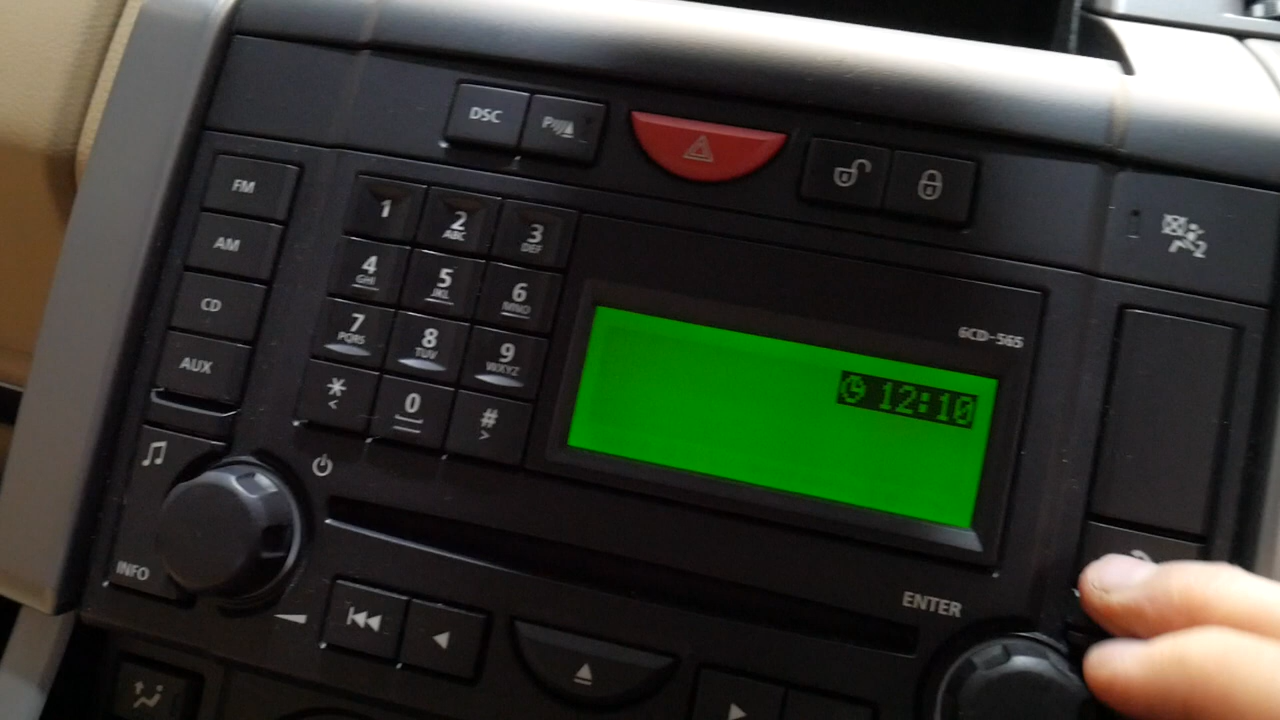 DSC
P
FM
1
2
ABC
3
DEF
AM
4
GHI
5
JKL
6
MNO
2
CD
7
PQRS
8
TUV
9
WXYZ
6CD-565
AUX
*
<
0
#
>
12:10
INFO
ENTER